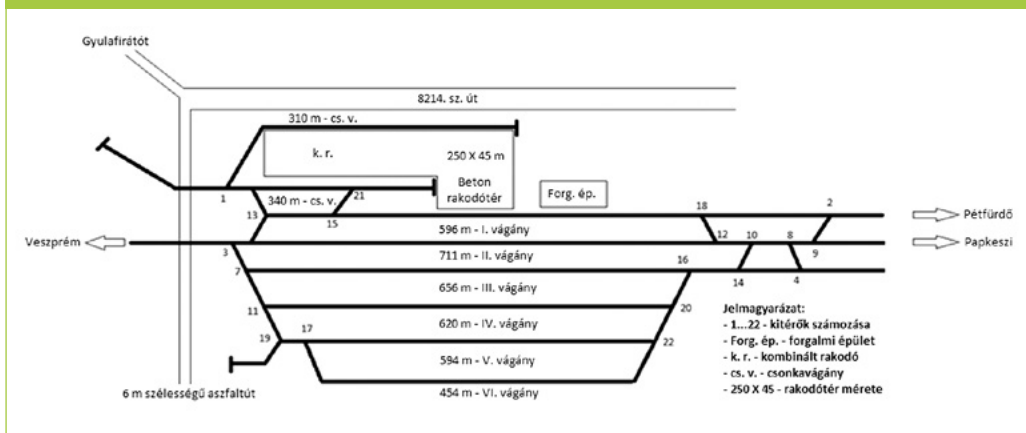 Gyulafirátót
8214. sz. út
310 m - cs. v.
k. r.
250 X 45 m
Beton
rakodótér
Forg. ép.
1
340 m - cs. v.
21
13
15
18
2
596 m - I. vágány
Pétfürdő
Veszprém
3
12
10
8
9
Papkeszi
711 m - II. vágány
7
16
14
4
656 m - III. vágány
11
20
620 m - IV. vágány
19
17
22
594 m - V. vágány
6 m szélességű aszfaltút
454 m - VI. vágány
Jelmagyarázat:
- 1...22 - kitérők számozása
- Forg. ép. - forgalmi épület
- k. r. - kombinált rakodó
- cs. v. - csonkavágány
- 250 X 45 - rakodótér mérete